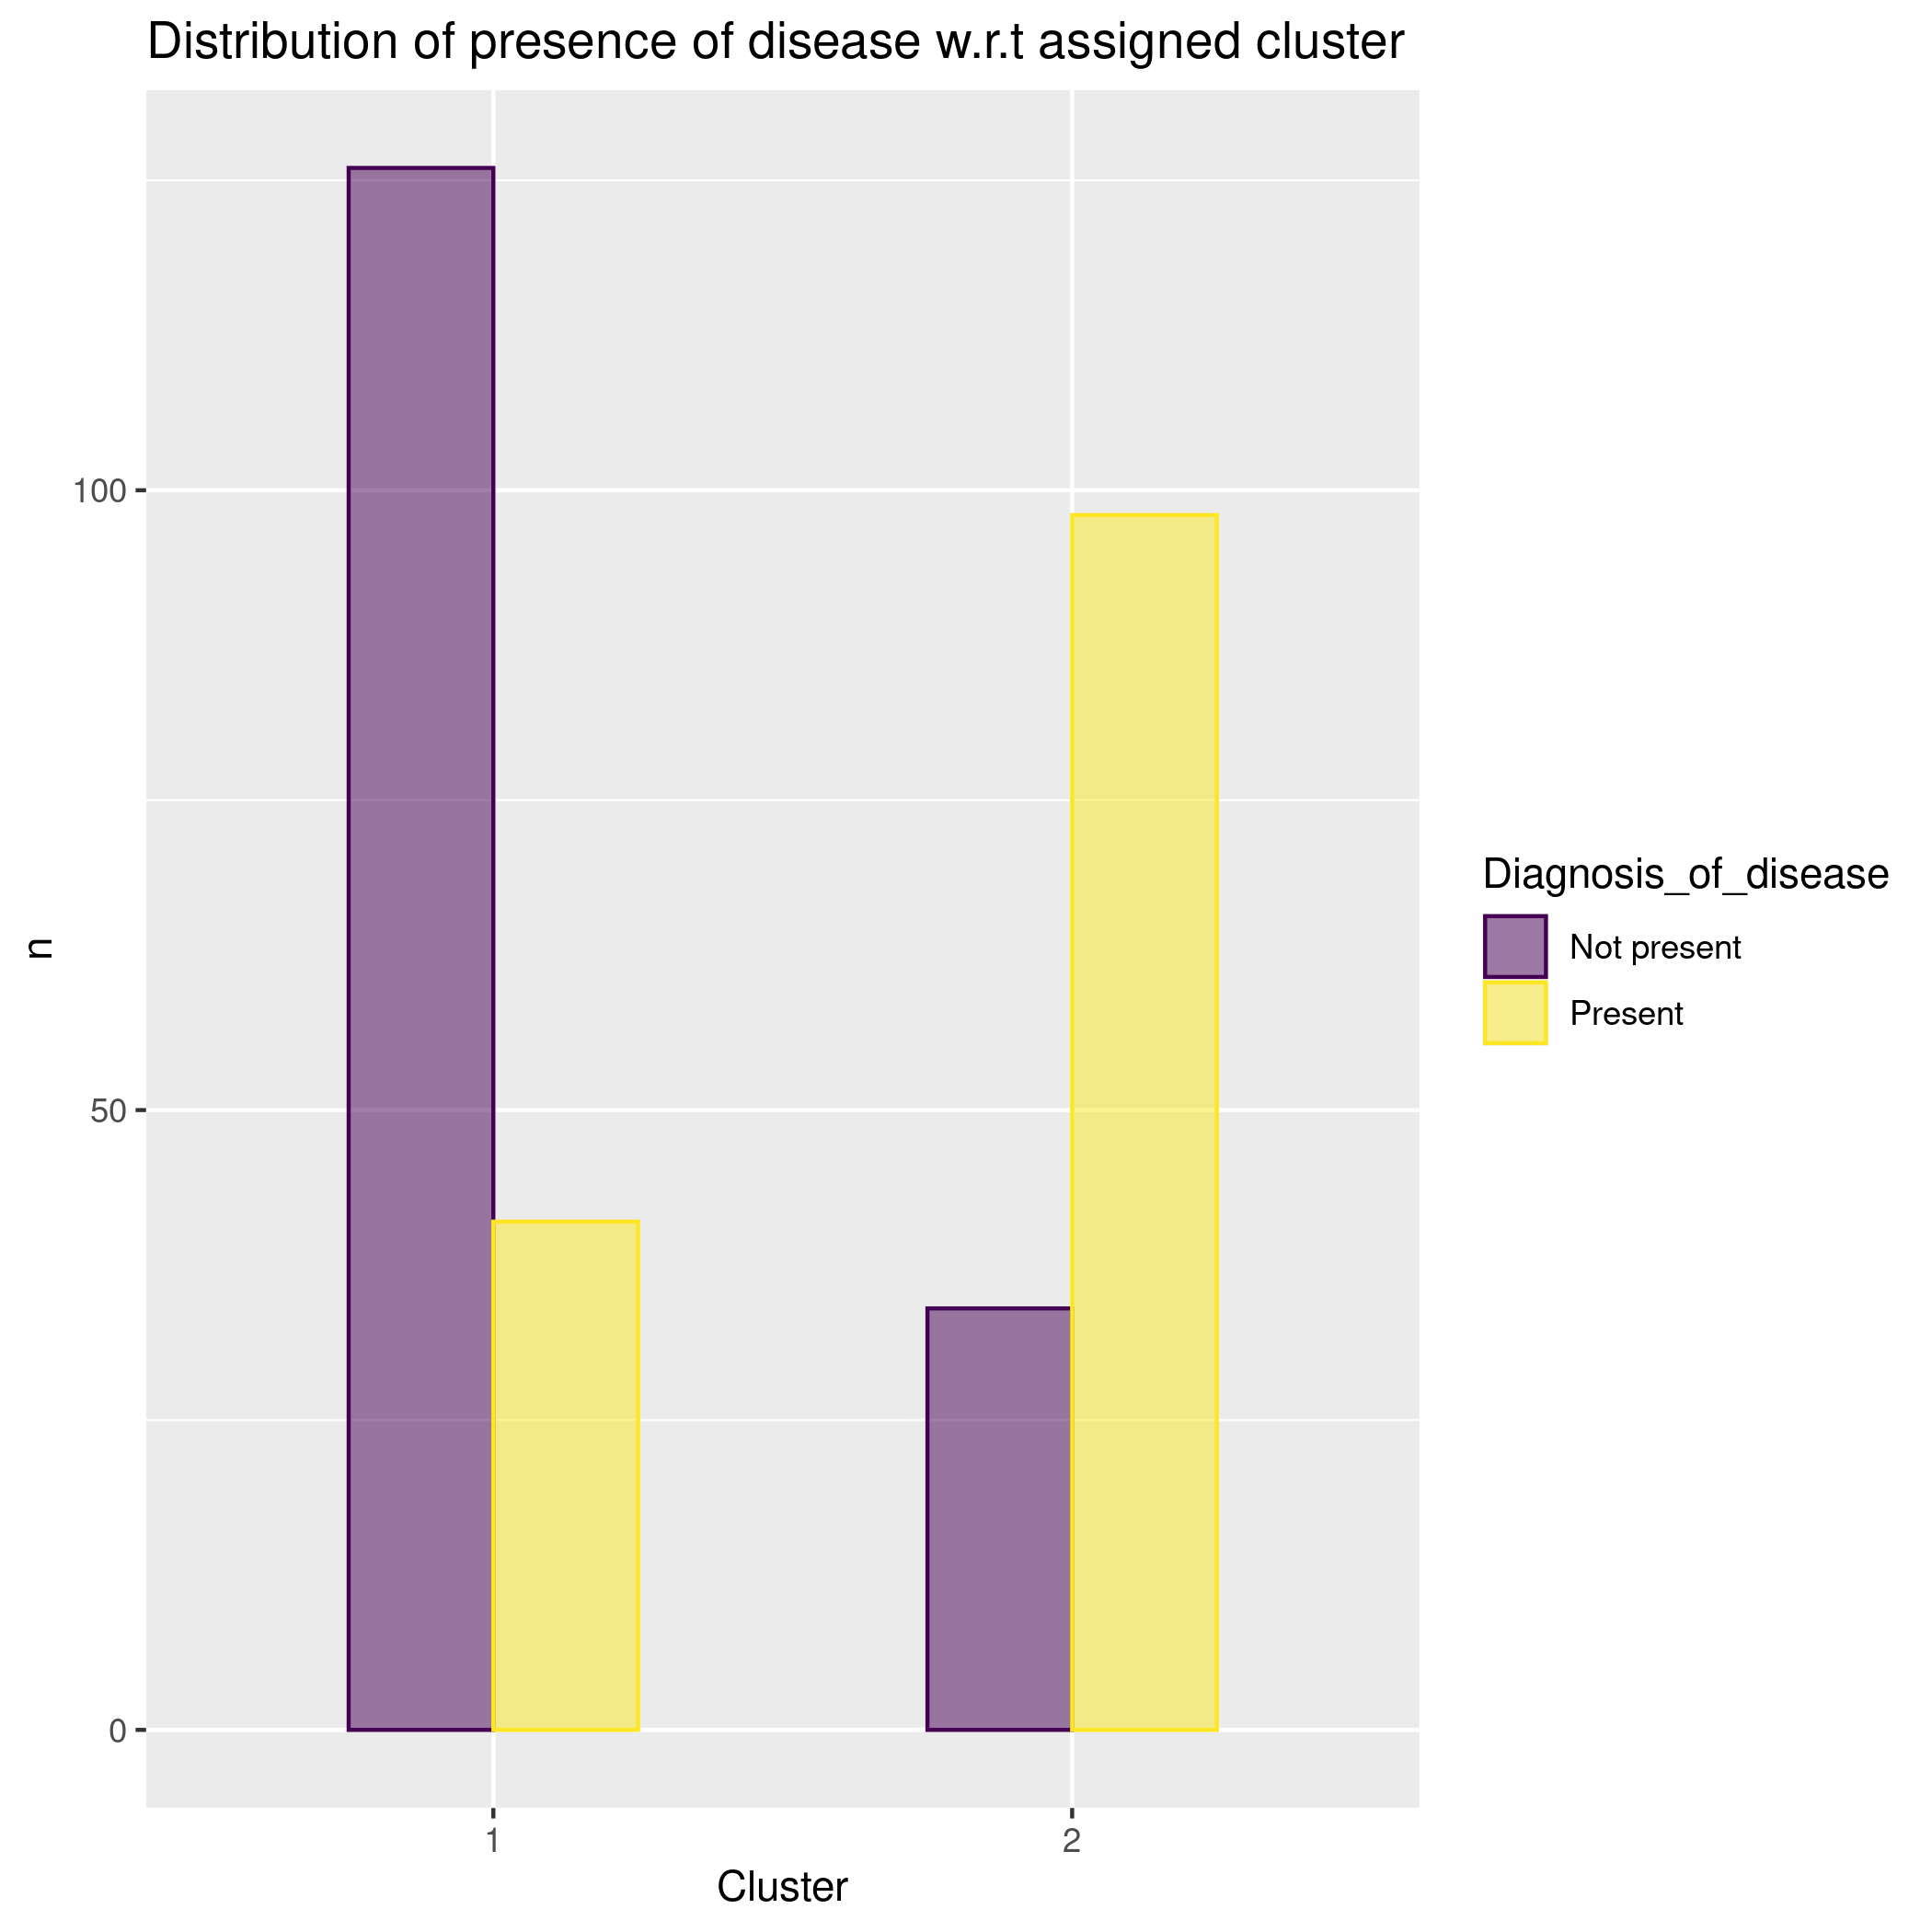 Distribution of presence of disease w.r.t assigned cluster
100
50
0
n
1
2
Cluster
Diagnosis_of_disease
Not present
Present